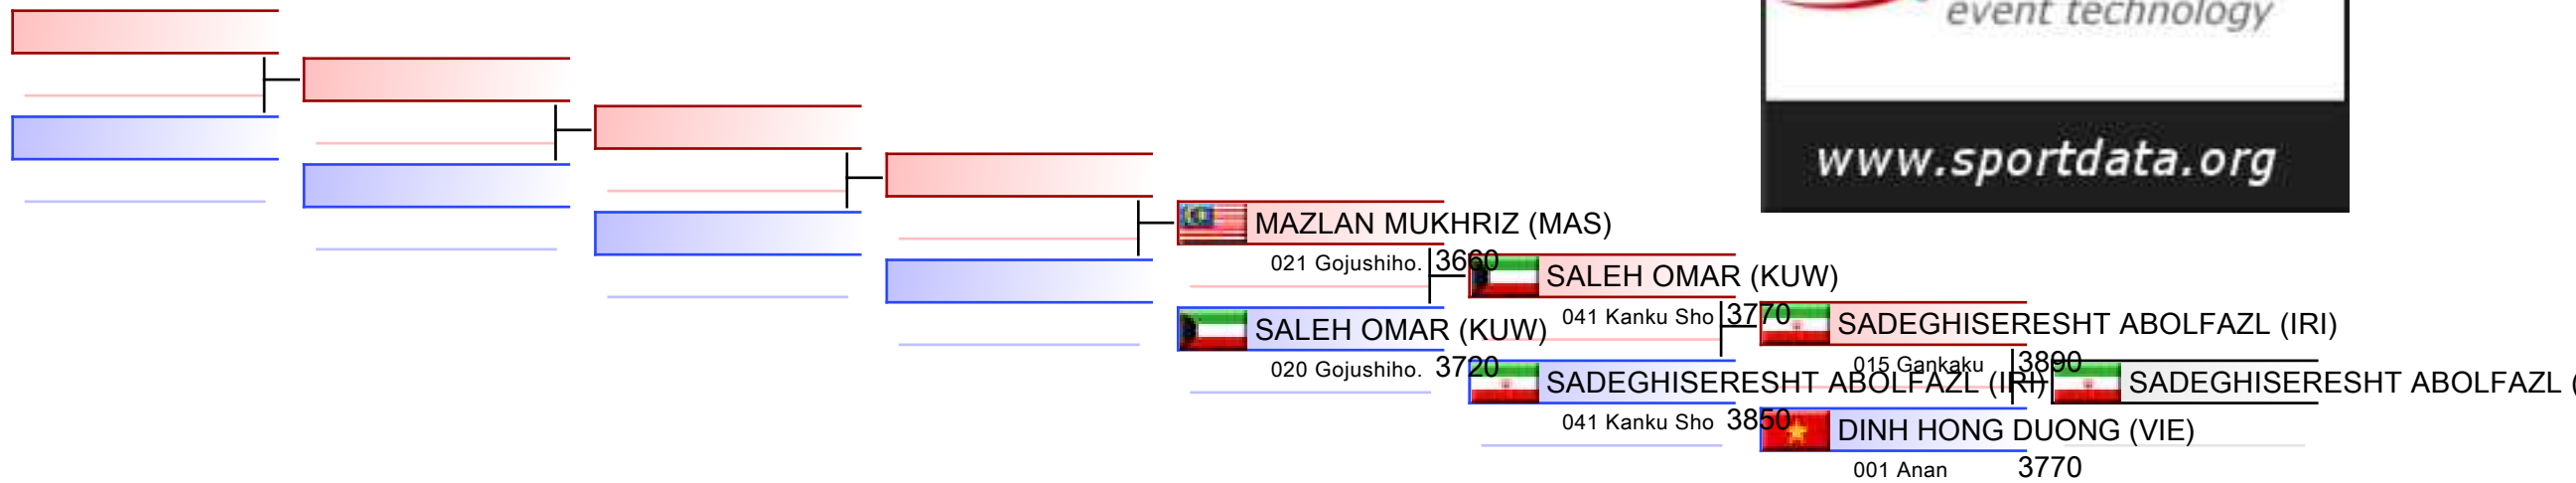 event technology
www.sportdata.org
MAZLAN MUKHRIZ (MAS)
021 Gojushiho. 3660
SALEH OMAR (KUW)
020 Gojushiho. 3720
SALEH OMAR (KUW)
041 Kanku Sho 3770
SADEGHISERESHT ABOLFAZL (IRI)
041 Kanku Sho 3850
SADEGHISERESHT ABOLFAZL (IRI)
015 Gankaku 3890
DINH HONG DUONG (VIE)
001 Anan 3770
SADEGHISERESHT ABOLFAZL (